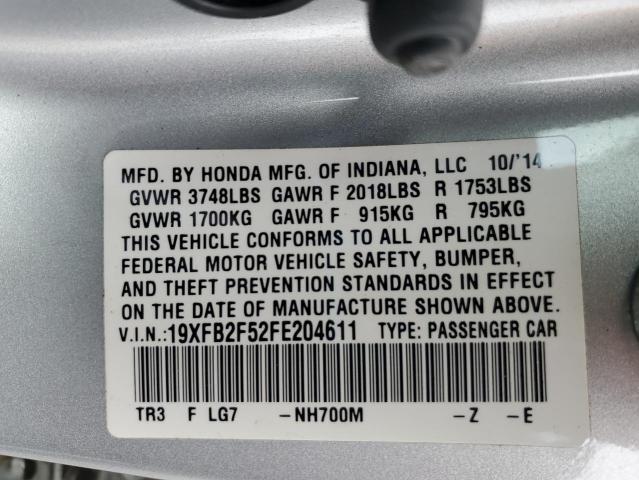 MFD. BY HONDA MFG. OF INDIANA, LLC 10/'14
GVWR 3748LBS GAWR F 2018LBS R 1753LBS
GVWR 1700KG GAWR F 915KG R 795KG
THIS VEHICLE CONFORMS TO ALL APPLICABLE
FEDERAL MOTOR VEHICLE SAFETY, BUMPER,
AND THEFT PREVENTION STANDARDS IN EFFECT
ON THE DATE OF MANUFACTURE SHOWN ABOVE.
V.I.N.:19XFB2F52FE204611 TYPE: PASSENGER CAR
TR3 F LG7 -NH700M -Z -E